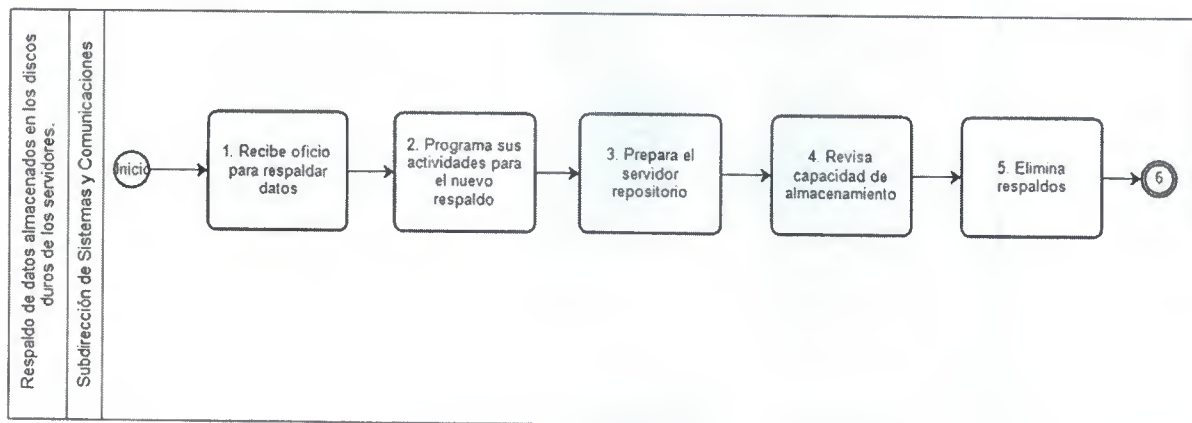 Respaldo de datos almacenados en los discos
duros de los servidores.
Subdirección de Sistemas y Comunicaciones
Inicio
1. Recibe oficio
para respaldar
datos
2. Programa sus
actividades para
el nuevo
respaldo
3. Prepara el
servidor
repositorio
4. Revisa
capacidad de
almacenamiento
5. Elimina
respaldos
6